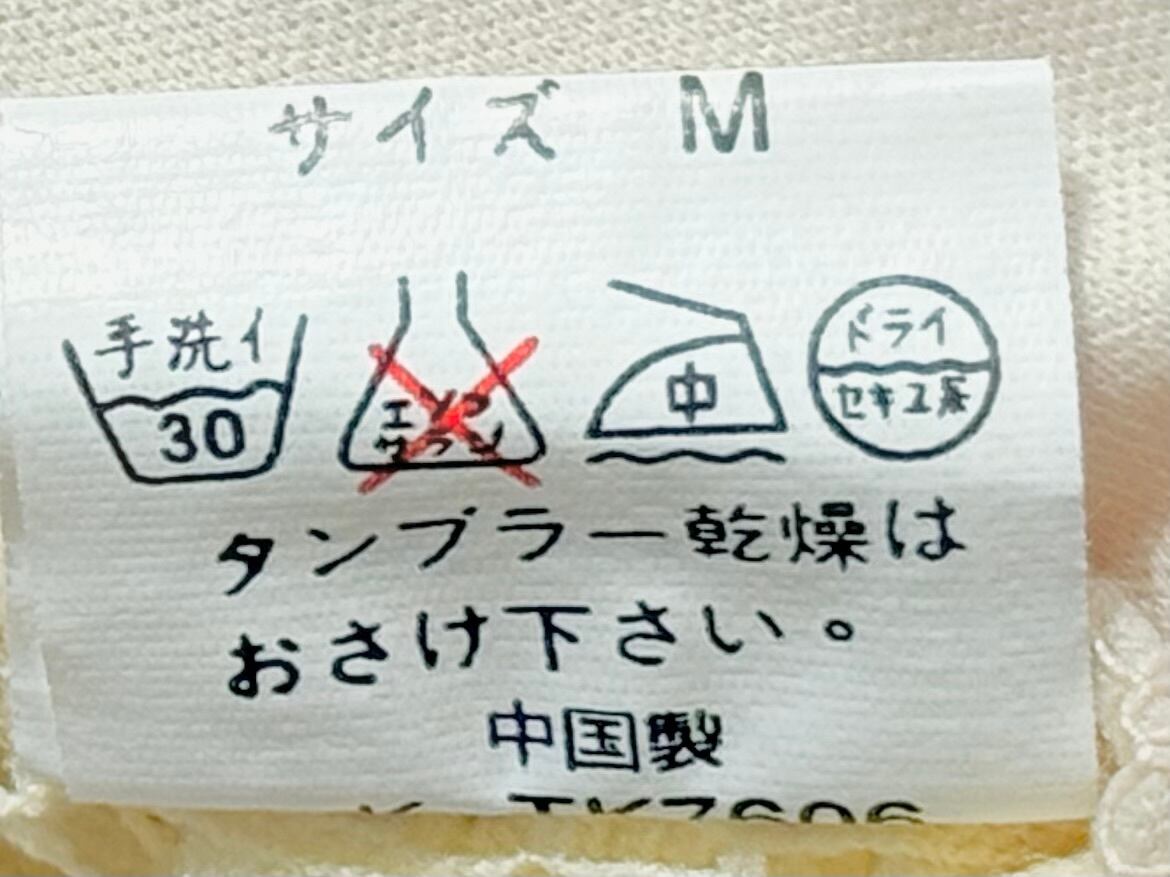 サイズ M
手洗イ
30
エンソ
サラシ
中
ドライ
セキユ系
タンブラー乾燥は
おさけ下さい。
中国製